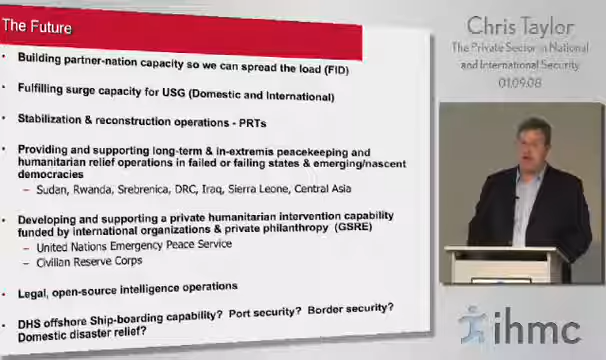 The Future
• Building partner-nation capacity so we can spread the load (FID)
• Fulfilling surge capacity for USG (Domestic and International)
• Stabilization & reconstruction operations - PRTs
• Providing and supporting long-term & in-extremis peacekeeping and
humanitarian relief operations in failed or failing states & emerging/nascent
democracies
– Sudan, Rwanda, Srebrenica, DRC, Iraq, Sierra Leone, Central Asia
• Developing and supporting a private humanitarian intervention capability
funded by international organizations & private philanthropy (GSRE)
– United Nations Emergency Peace Service
– Civilian Reserve Corps
• Legal, open-source intelligence operations
• DHS offshore Ship-boarding capability? Port security? Border security?
Domestic disaster relief?
Chris Taylor
The Private Sector in National
and International Security
01.09.08
ihmc